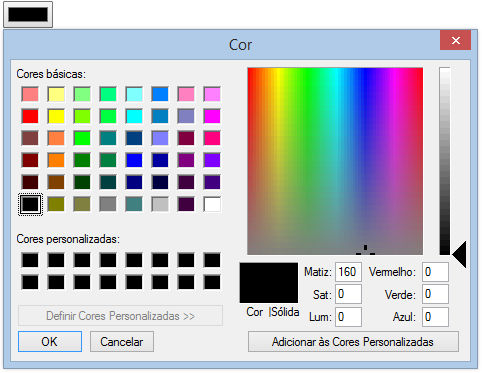 Cor
Cores básicas:
Cores personalizadas:
Definir Cores Personalizadas >>
OK Cancelar
Cor |Sólida
Matiz: 160 Vermelho: 0
Sat: 0 Verde: 0
Lum: 0 Azul: 0
Adicionar às Cores Personalizadas